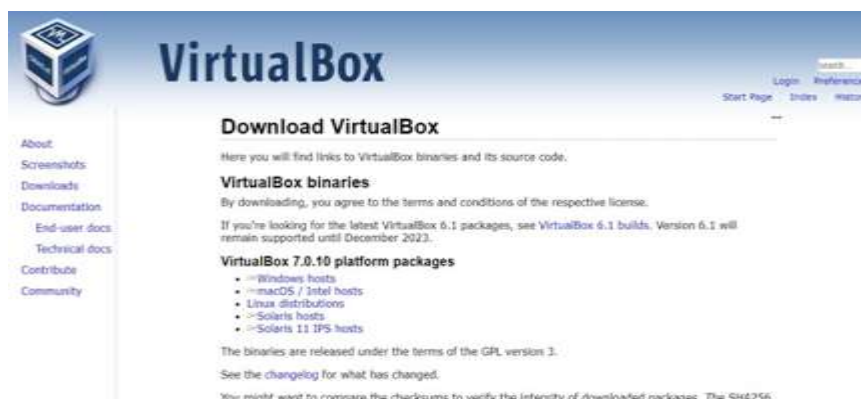 VirtualBox
Login Preferences
Start Page Index
About
Screenshots
Downloads
Documentation
End-user docs
Technical docs
Contribute
Community
Download VirtualBox
Here you will find links to VirtualBox binaries and its source code.
VirtualBox binaries
By downloading, you agree to the terms and conditions of the respective license.
If you're looking for the latest VirtualBox 6.1 packages, see VirtualBox 6.1 builds. Version 6.1 will
remain supported until December 2023.
VirtualBox 7.0.10 platform packages
• Windows hosts
• macOS / Intel hosts
• Linux distributions
• Solaris hosts
• Solaris 11 IPS hosts
The binaries are released under the terms of the GPL version 3.
See the changelog for what has changed.
You might want to compare the checksums to verify the integrity of downloaded packages. The SHA256